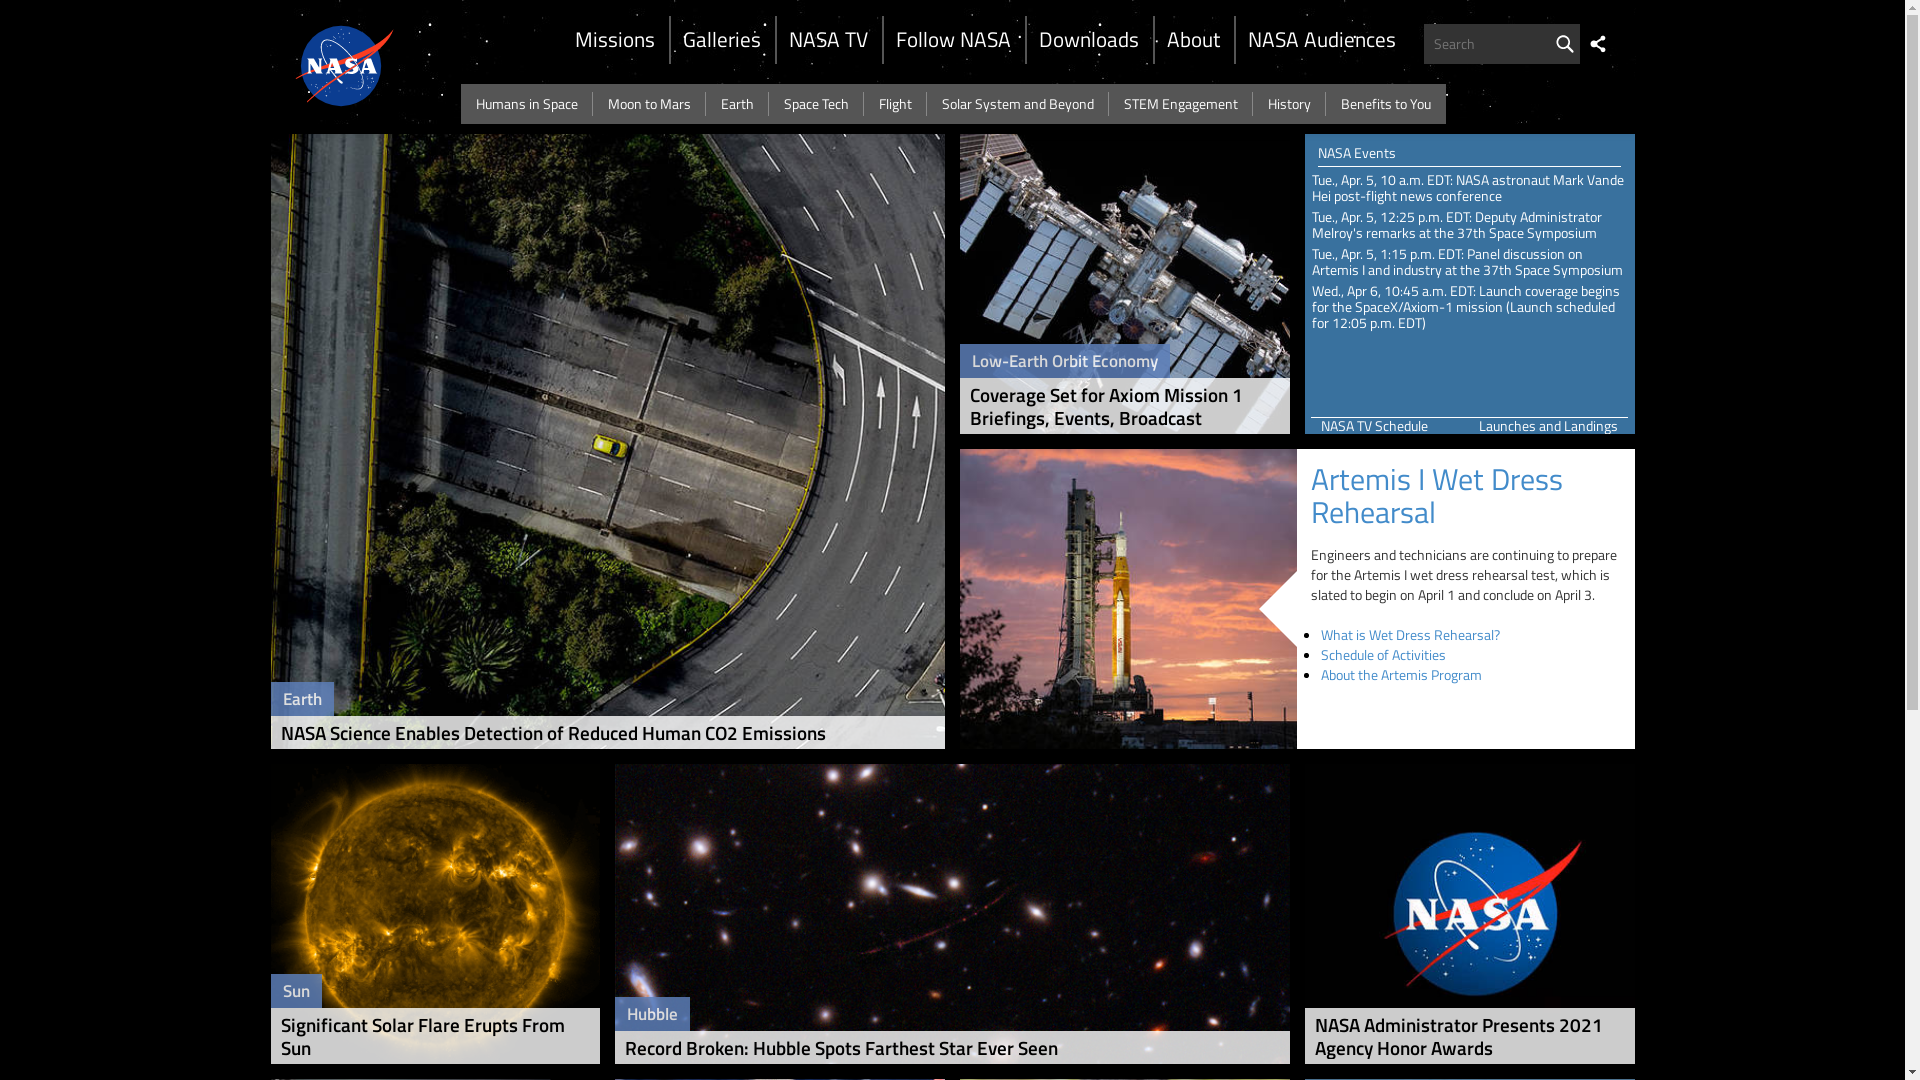 NASA
Missions
Galleries
NASA TV
Follow NASA
Downloads
About
NASA Audiences
Search
Humans in Space
Moon to Mars
Earth
Space Tech
Flight
Solar System and Beyond
STEM Engagement
History
Benefits to You
Earth
NASA Science Enables Detection of Reduced Human CO2 Emissions
Low-Earth Orbit Economy
Coverage Set for Axiom Mission 1
Briefings, Events, Broadcast
NASA Events
Tue., Apr. 5, 10 a.m. EDT: NASA astronaut Mark Vande
Hei post-flight news conference
Tue., Apr. 5, 12:25 p.m. EDT: Deputy Administrator
Melroy's remarks at the 37th Space Symposium
Tue., Apr. 5, 1:15 p.m. EDT: Panel discussion on
Artemis I and industry at the 37th Space Symposium
Wed., Apr 6, 10:45 a.m. EDT: Launch coverage begins
for the SpaceX/Axiom-1 mission (Launch scheduled
for 12:05 p.m. EDT)
NASA TV Schedule
Launches and Landings
Artemis I Wet Dress
Rehearsal
Engineers and technicians are continuing to prepare
for the Artemis I wet dress rehearsal test, which is
slated to begin on April 1 and conclude on April 3.
What is Wet Dress Rehearsal?
Schedule of Activities
About the Artemis Program
Sun
Significant Solar Flare Erupts From
Sun
Hubble
Record Broken: Hubble Spots Farthest Star Ever Seen
NASA
NASA Administrator Presents 2021
Agency Honor Awards